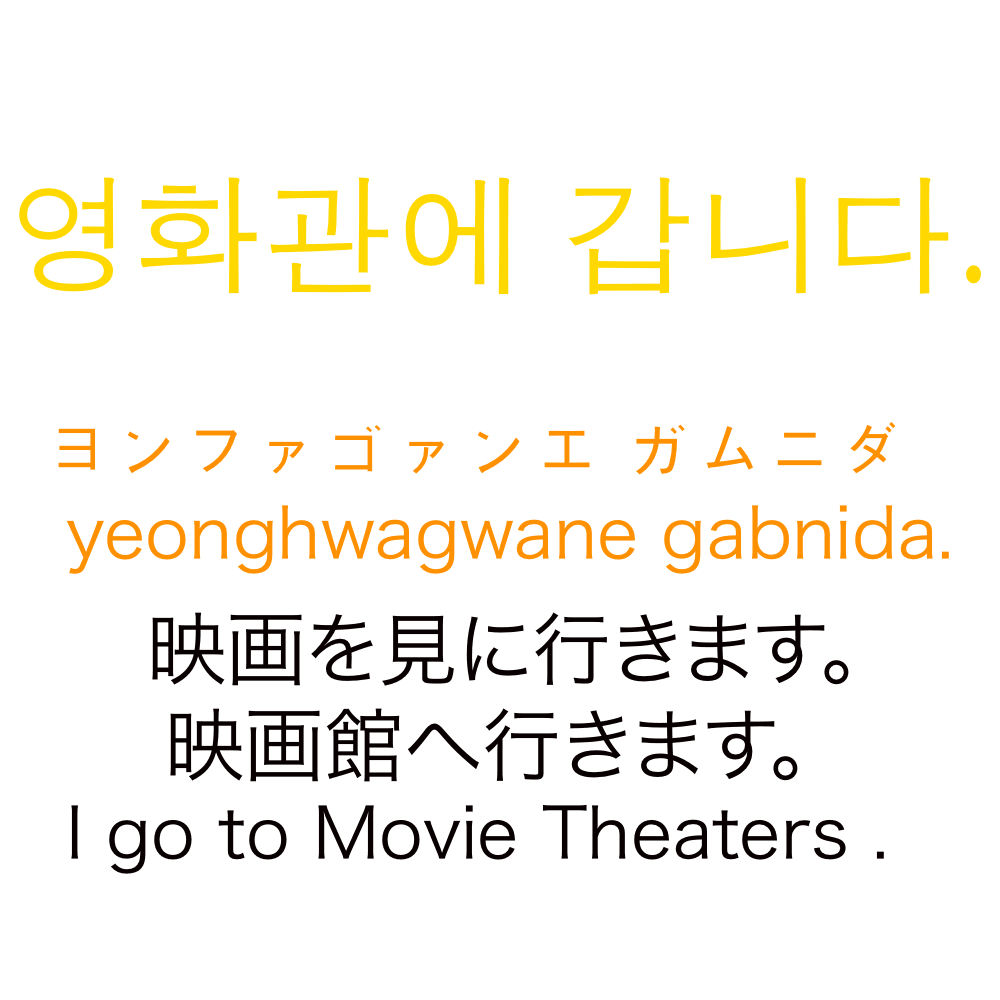 영화관에 갑니다.
ヨンファゴァンエ ガムニダ
yeonghwagwane gabnida.
映画を見に行きます。
映画館へ行きます。
I go to Movie Theaters .